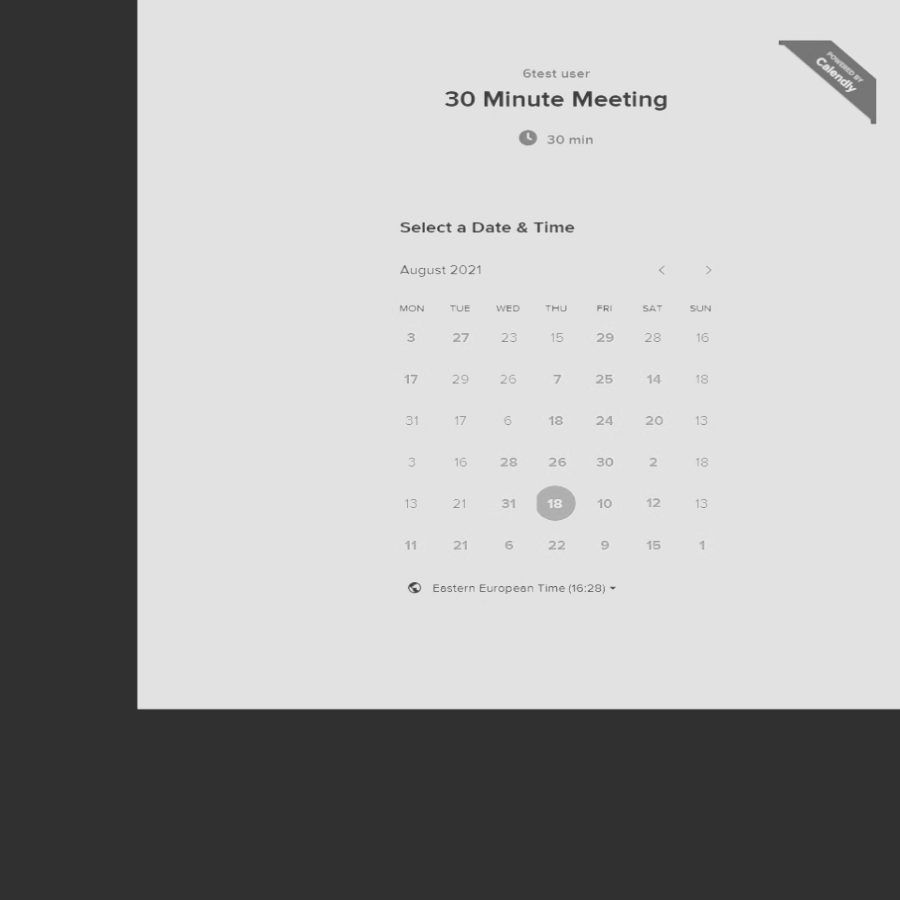 6test user
30 Minute Meeting
30 min
POWERED BY
Calendly
Select a Date & Time
August 2021
MON TUE WED THU FRI SAT SUN
3 27 23 15 29 28 16
17 29 26 7 25 14 18
31 17 6 18 24 20 13
3 16 28 26 30 2 18
13 21 31 18 10 12 13
11 21 6 22 9 15 1
Eastern European Time (16:28)